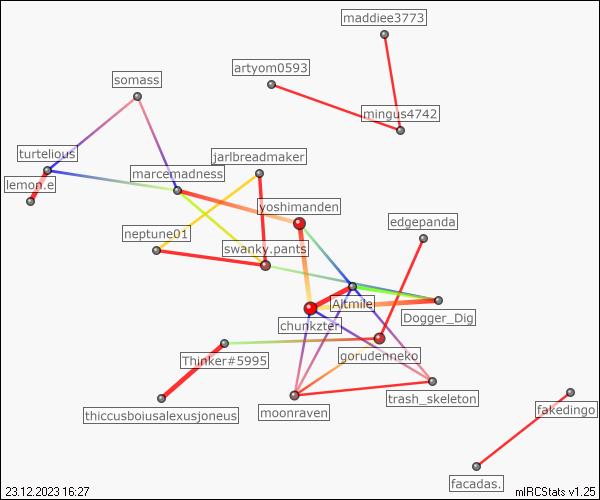 maddiee3773
artyom0593
somass
mingus4742
turtelious
jarlbreadmaker
marcemadness
lemon.e
yoshimanden
edgepanda
neptune01
swanky.pants
Altmile
Dogger_Dig
chunkzter
Thinker#5995
gorudenneko
trash_skeleton
thiccusboiusalexusjoneus
moonraven
fakedingo
facadas.
23.12.2023 16:27
mIRCStats v1.25